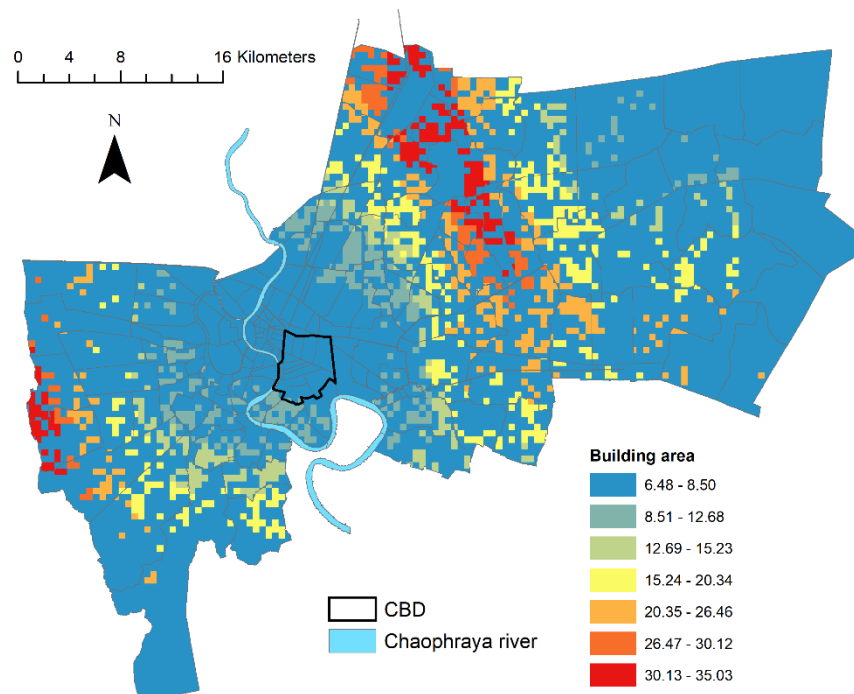 0 4 8 16 Kilometers
N
Building area
6.48 - 8.50
8.51 - 12.68
12.69 - 15.23
15.24 - 20.34
20.35 - 26.46
26.47 - 30.12
30.13 - 35.03
CBD
Chaophraya river